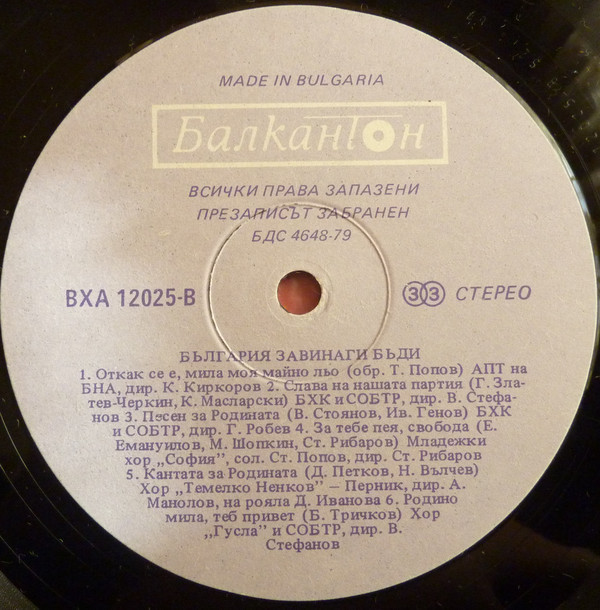 MADE IN BULGARIA
Балкантон
ВСИЧКИ ПРАВА ЗАПАЗЕНИ
ПРЕЗАПИСЪТ ЗАБРАНЕН
БДС 4648-79
ВХА 12025-В
33 СТЕРЕО
БЪЛГАРИЯ ЗАВИНАГИ БЪДИ
1. Откак се е, мила моя майно льо (обр. Т. Попов) АПТ на
БНА, дир. К. Киркоров 2. Слава на нашата партия (Г. Зла-
тев-Черкин, К. Масларски) БХК и СОБТР, дир. В. Стефа-
нов 3. Песен за Родината (В. Стоянов, Ив. Генов) БХК
и СОБТР, дир. Г. Робев 4. За тебе пея, свобода (Е.
Емануилов, М. Шопкин, Ст. Рибаров) Младежки
хор „София", сол. Ст. Попов, дир. Ст. Рибаров
5. Кантата за Родината (Д. Петков, Н. Вълчев)
Хор „Темелко Ненков" – Перник, дир. А.
Манолов, на рояла Д. Иванова 6. Родино
мила, теб привет (Б. Тричков) Хор
„Гусла" и СОБТР, дир. В.
Стефанов